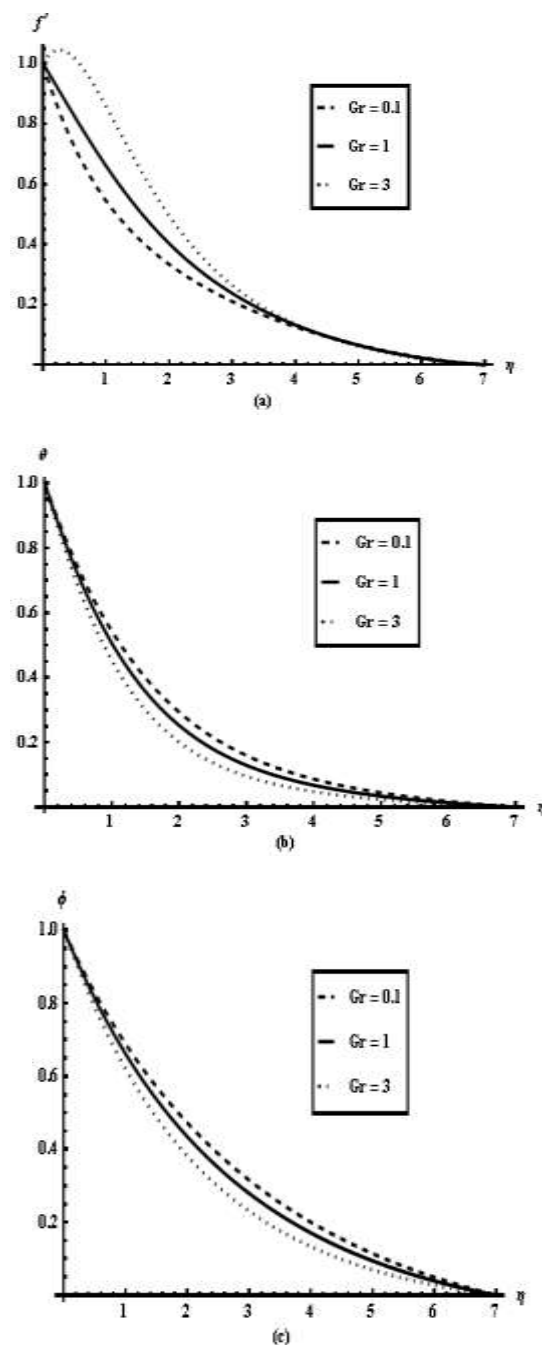 f'
1.0
0.8
0.6
0.4
0.2
Gr = 0.1
Gr = 1
Gr = 3
1 2 3 4 5 6 7 η
(a)
θ
1.0
0.8
0.6
0.4
0.2
Gr = 0.1
Gr = 1
Gr = 3
1 2 3 4 5 6 7 η
(b)
ϕ
1.0
0.8
0.6
0.4
0.2
Gr = 0.1
Gr = 1
Gr = 3
1 2 3 4 5 6 7 η
(c)